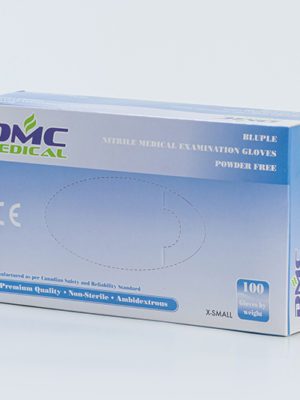 BLUPLE
NITRILE MEDICAL EXAMINATION GLOVES
POWDER FREE
DMC
MEDICAL
CE
Manufactured as per Canadian Safety and Reliability Standard
Premium Quality • Non-Sterile • Ambidextrous
100
Gloves by
weight
X-SMALL